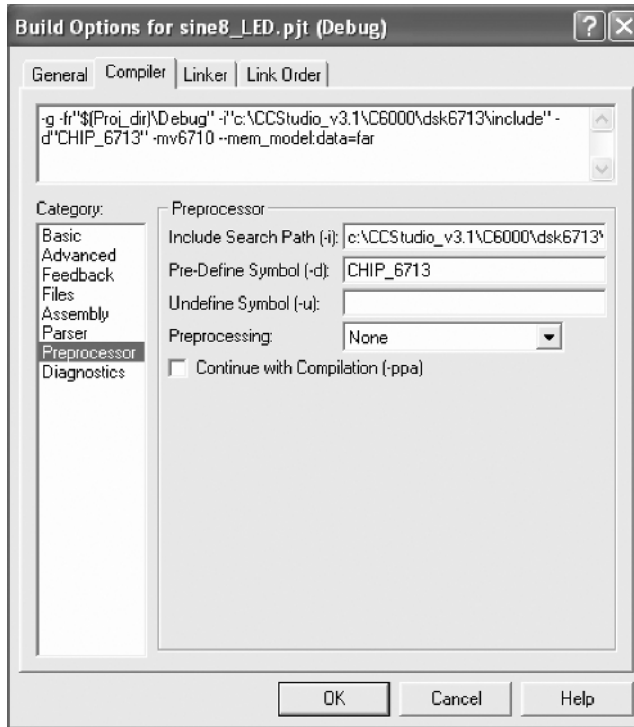 Build Options for sine8_LED.pjt (Debug)
General Compiler Linker Link Order
-g -fr"$(Proj_dir)\Debug" -i"c:\CCStudio_v3.1\C6000\dsk6713\include" -
d"CHIP_6713" -mv6710 --mem_model:data=far
Category:
Basic
Advanced
Feedback
Files
Assembly
Parser
Preprocessor
Diagnostics
Preprocessor
Include Search Path (-i): c:\CCStudio_v3.1\C6000\dsk6713\
Pre-Define Symbol (-d): CHIP_6713
Undefine Symbol (-u):
Preprocessing: None
Continue with Compilation (-ppa)
OK Cancel Help